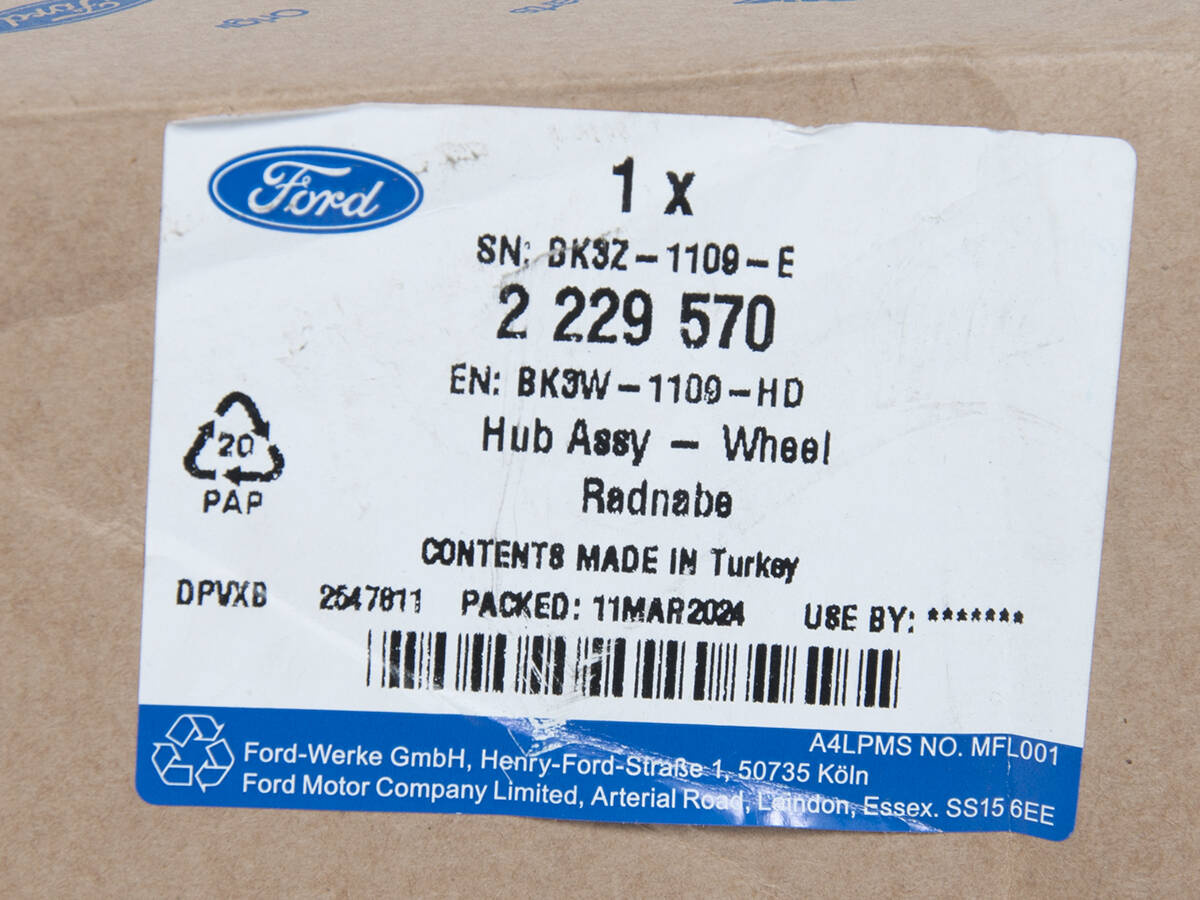 Ford
Ford
1 x
SN: BK3Z-1109-E
2 229 570
EN: BK3W-1109-HD
Hub Assy - Wheel
Radnabe
20
PAP
CONTENTS MADE IN Turkey
DPVXB 2547811 PACKED: 11MAR2024 USE BY: *******
A4LPMS NO. MFL001
Ford-Werke GmbH, Henry-Ford-Straße 1, 50735 Köln
Ford Motor Company Limited, Arterial Road, Laindon, Essex. SS15 6EE